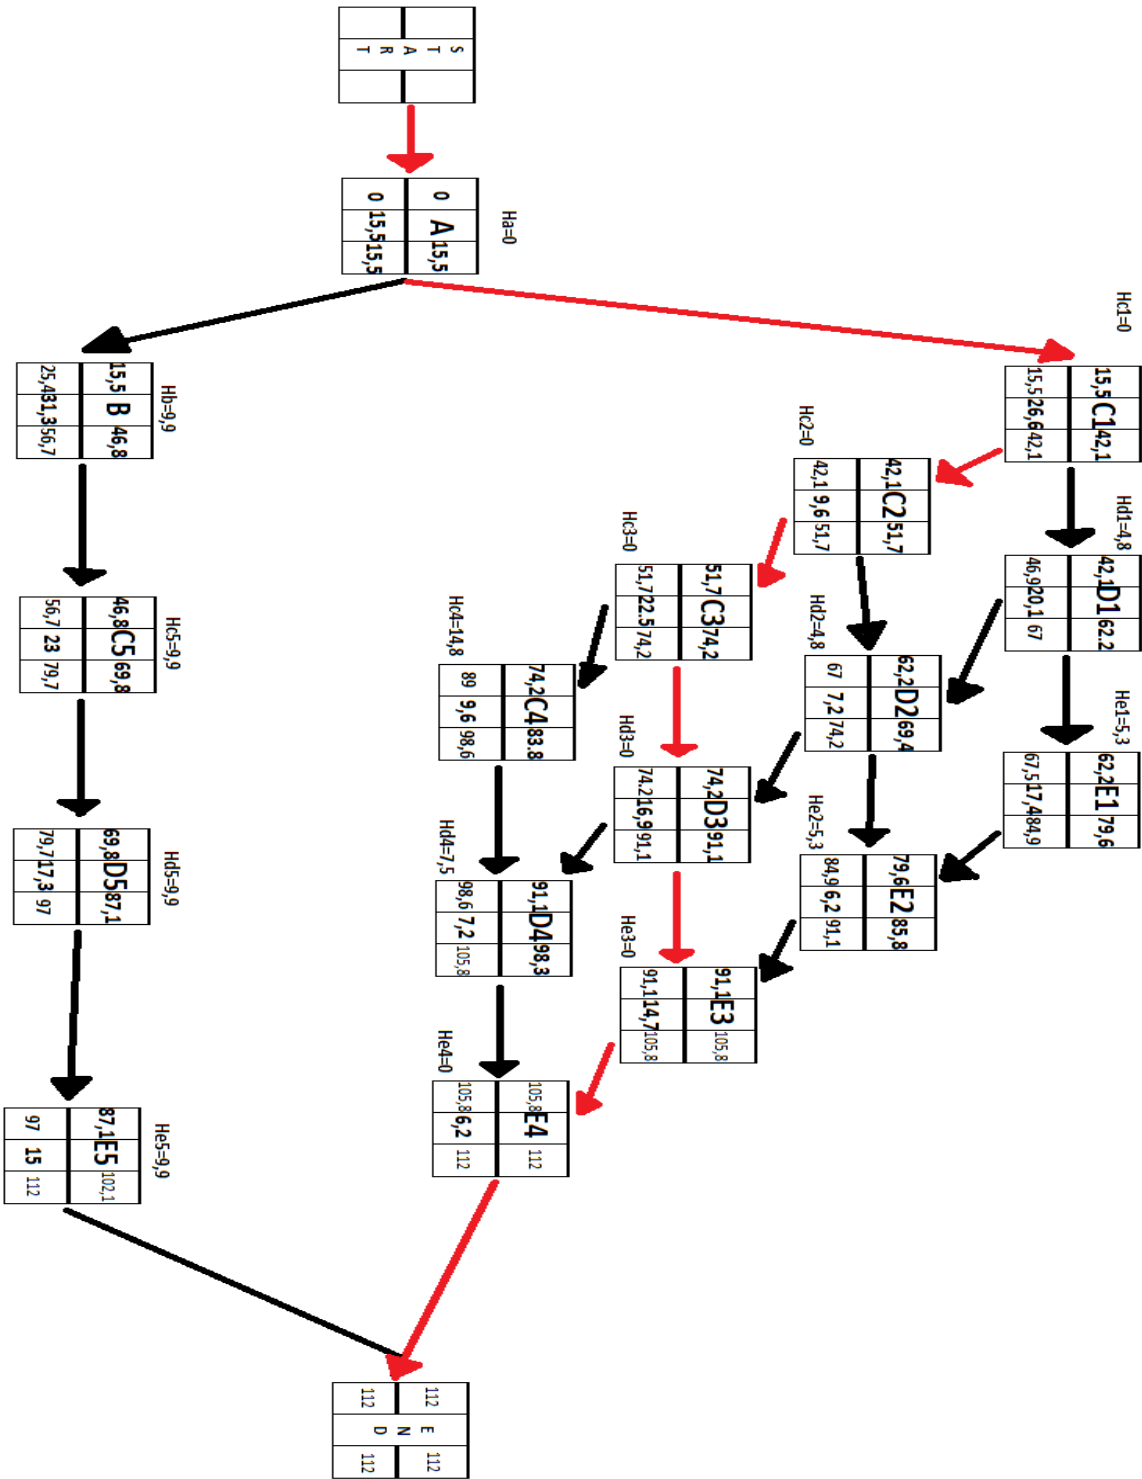 START
Ha=0
0 A 15,5
0 15,5 15,5
Hc1=0
15,5 C1 42,1
15,5 26,6 42,1
Hd1=4,8
42,1 D1 62.2
46,9 20,1 67
He1=5,3
62,2 E1 79,6
67,5 17,4 84,9
Hc2=0
42,1 C2 51,7
42,1 9,6 51,7
Hd2=4,8
62,2 D2 69,4
67 7,2 74,2
He2=5,3
79,6 E2 85,8
84,9 6,2 91,1
Hc3=0
51,7 C3 74,2
51,7 22.5 74,2
Hd3=0
74,2 D3 91,1
74.2 16,9 91,1
He3=0
91,1 E3 105,8
91,1 14,7 105,8
Hc4=14,8
74,2 C4 83.8
89 9,6 98,6
Hd4=7,5
91,1 D4 98,3
98,6 7,2 105,8
He4=0
105,8 E4 112
105,8 6,2 112
Hb=9,9
15,5 B 46,8
25,4 31,3 56,7
Hc5=9,9
46,8 C5 69,8
56,7 23 79,7
Hd5=9,9
69,8 D5 87,1
79,7 17,3 97
He5=9,9
87,1 E5 102,1
97 15 112
112 END 112
112 112